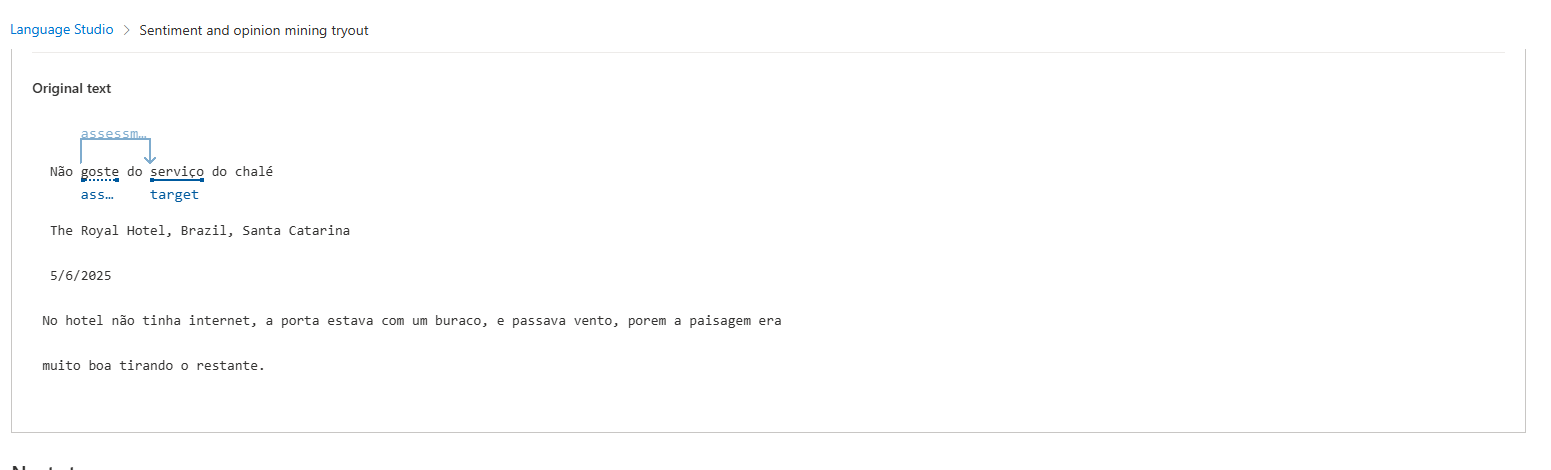 Language Studio > Sentiment and opinion mining tryout
Original text
assessm…
Não goste do serviço do chalé
ass… target
The Royal Hotel, Brazil, Santa Catarina
5/6/2025
No hotel não tinha internet, a porta estava com um buraco, e passava vento, porem a paisagem era
muito boa tirando o restante.